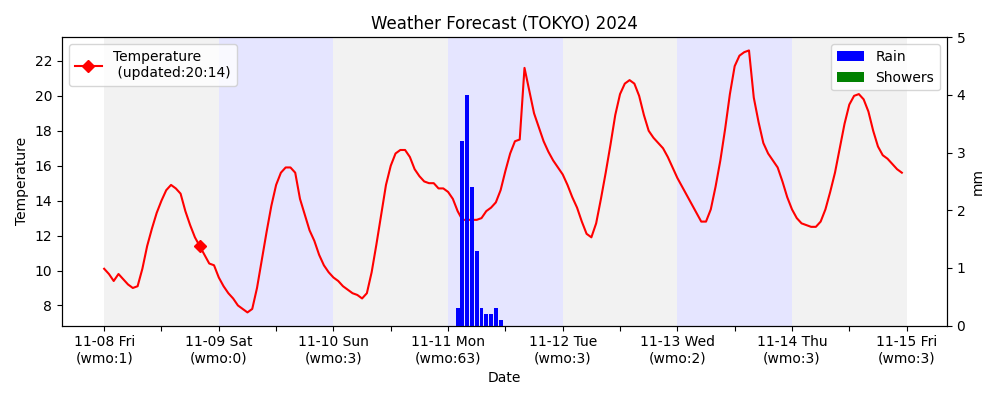 Weather Forecast (TOKYO) 2024
Temperature
(updated:20:14)
Rain
Showers
Temperature
22
20
18
16
14
12
10
8
5
4
3
2
1
0
mm
11-08 Fri
(wmo:1)
11-09 Sat
(wmo:0)
11-10 Sun
(wmo:3)
11-11 Mon
(wmo:63)
11-12 Tue
(wmo:3)
11-13 Wed
(wmo:2)
11-14 Thu
(wmo:3)
11-15 Fri
(wmo:3)
Date